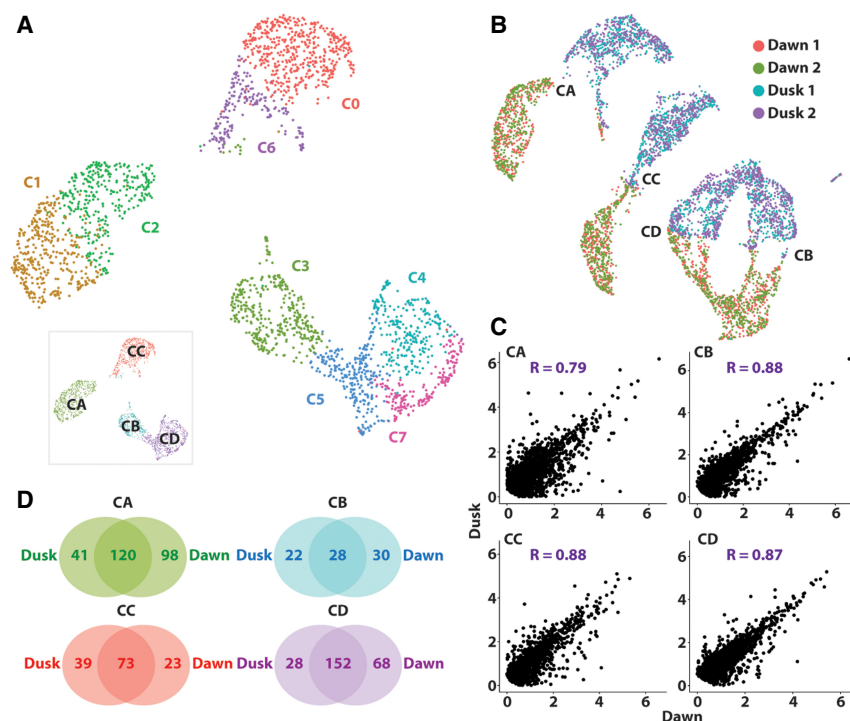 A
C0
C6
C1
C2
C3
C4
C5
C7
CC
CA
CB
CD
B
Dawn 1
Dawn 2
Dusk 1
Dusk 2
CA
CC
CD
CB
C
CA
R = 0.79
6
4
2
0
0 2 4 6
CB
R = 0.88
6
4
2
0
0 2 4 6
Dusk
CC
R = 0.88
6
4
2
0
0 2 4 6
CD
R = 0.87
6
4
2
0
0 2 4 6
Dawn
D
CA
Dusk 41 120 98 Dawn
CB
Dusk 22 28 30 Dawn
CC
Dusk 39 73 23 Dawn
CD
Dusk 28 152 68 Dawn